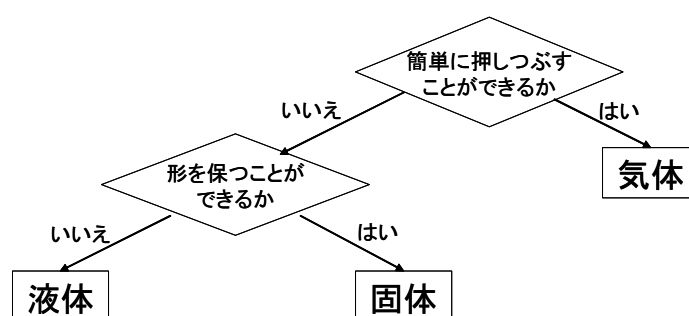 簡単に押しつぶす
ことができるか
いいえ
はい
形を保つことが
できるか
気体
いいえ
はい
液体
固体